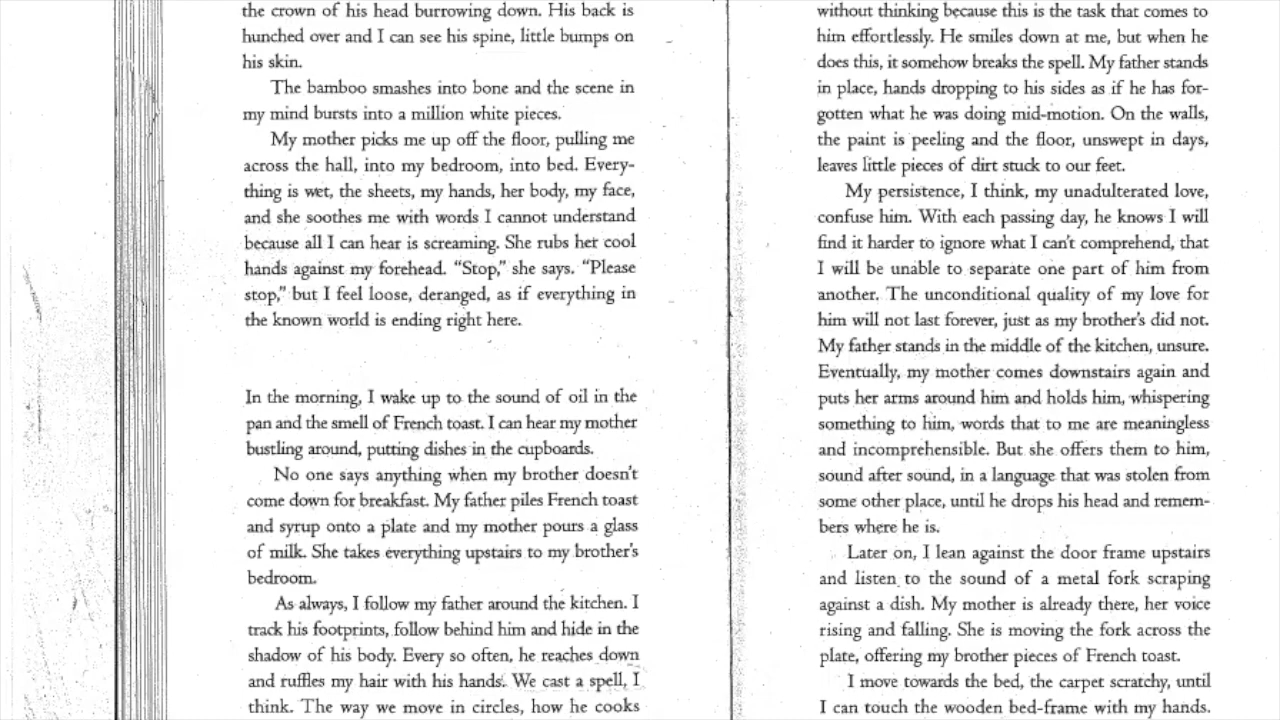 the crown of his head burrowing down. His back is
hunched over and I can see his spine, little bumps on
his skin.
The bamboo smashes into bone and the scene in
my mind bursts into a million white pieces.
My mother picks me up off the floor, pulling me
across the hall, into my bedroom, into bed. Every-
thing is wet, the sheets, my hands, her body, my face,
and she soothes me with words I cannot understand
because all I can hear is screaming. She rubs her cool
hands against my forehead. “Stop,” she says. “Please
stop,” but I feel loose, deranged, as if everything in
the known world is ending right here.
In the morning, I wake up to the sound of oil in the
pan and the smell of French toast. I can hear my mother
bustling around, putting dishes in the cupboards.
No one says anything when my brother doesn't
come down for breakfast. My father piles French toast
and syrup onto a plate and my mother pours a glass
of milk. She takes everything upstairs to my brother's
bedroom.
As always, I follow my father around the kitchen. I
track his footprints, follow behind him and hide in the
shadow of his body. Every so often, he reaches down
and ruffles my hair with his hands. We cast a spell, I
think. The way we move in circles, how he cooks
without thinking because this is the task that comes to
him effortlessly. He smiles down at me, but when he
does this, it somehow breaks the spell. My father stands
in place, hands dropping to his sides as if he has for-
gotten what he was doing mid-motion. On the walls,
the paint is peeling and the floor, unswept in days,
leaves little pieces of dirt stuck to our feet.
My persistence, I think, my unadulterated love,
confuse him. With each passing day, he knows I will
find it harder to ignore what I can't comprehend, that
I will be unable to separate one part of him from
another. The unconditional quality of my love for
him will not last forever, just as my brother's did not.
My father stands in the middle of the kitchen, unsure.
Eventually, my mother comes downstairs again and
puts her arms around him and holds him, whispering
something to him, words that to me are meaningless
and incomprehensible. But she offers them to him,
sound after sound, in a language that was stolen from
some other place, until he drops his head and remem-
bers where he is.
Later on, I lean against the door frame upstairs
and listen to the sound of a metal fork scraping
against a dish. My mother is already there, her voice
rising and falling. She is moving the fork across the
plate, offering my brother pieces of French toast.
I move towards the bed, the carpet scratchy, until
I can touch the wooden bed-frame with my hands.